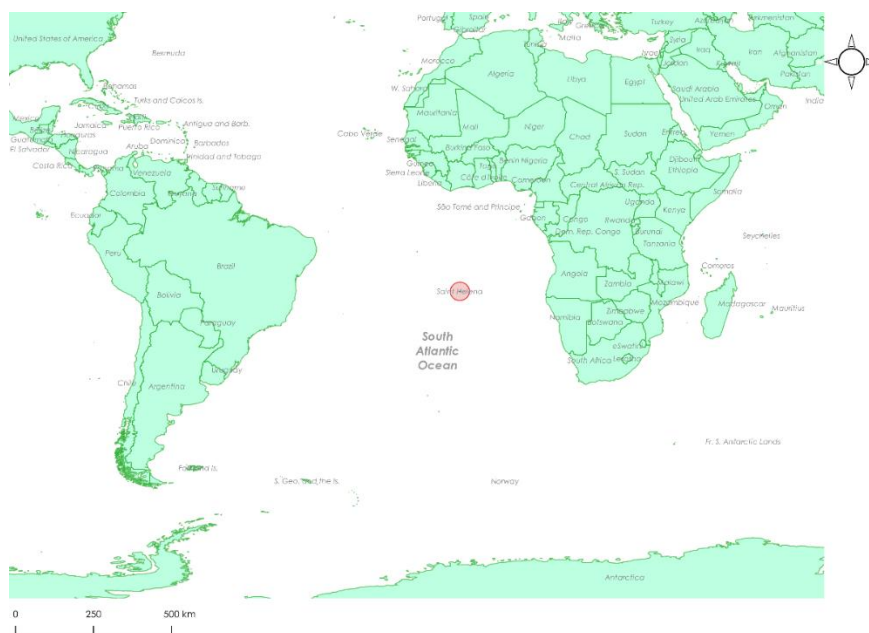 United States of America
Bermuda
Bahamas
Turks and Caicos Is.
Cuba
Mexico
Belize
Jamaica
Puerto Rico
Antigua and Barb.
Honduras
Dominica
El Salvador
Nicaragua
Aruba
Barbados
Costa Rica
Panama
Trinidad and Tobago
Venezuela
Suriname
Colombia
Ecuador
Peru
Brazil
Bolivia
Paraguay
Chile
Uruguay
Argentina
Falkland Is.
S. Geo. and the Is.
Norway
Antarctica
Fr. S. Antarctic Lands
Portugal
Spain
Gibraltar
Malta
Turkey
Turkmenistan
Syria
Iraq
Iran
Afghanistan
Israel
Jordan
Kuwait
Pakistan
Morocco
Tunisia
Algeria
Libya
Egypt
Saudi Arabia
United Arab Emirates
Oman
India
W. Sahara
Mauritania
Mali
Niger
Chad
Sudan
Eritrea
Yemen
Cabo Verde
Senegal
Burkina Faso
Guinea
Benin
Nigeria
Togo
Djibouti
Ethiopia
Sierra Leone
Liberia
Côte d'Ivoire
Cameroon
Central African Rep.
S. Sudan
Somalia
São Tomé and Principe
Gabon
Congo
Uganda
Kenya
Rwanda
Dem. Rep. Congo
Burundi
Tanzania
Seychelles
Comoros
Angola
Zambia
Malawi
Saint Helena
Mozambique
Madagascar
Mauritius
Zimbabwe
Namibia
Botswana
eSwatini
South Africa
Lesotho
South
Atlantic
Ocean
0 250 500 km